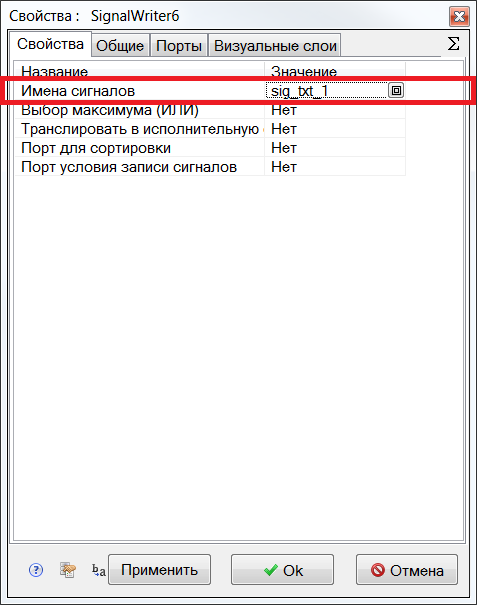 Свойства : SignalWriter6
Свойства Общие Порты Визуальные слои Σ
Название Значение
Имена сигналов sig_txt_1
Выбор максимума (ИЛИ) Нет
Транслировать в исполнительную Нет
Порт для сортировки Нет
Порт условия записи сигналов Нет
? b a Применить Ok Отмена